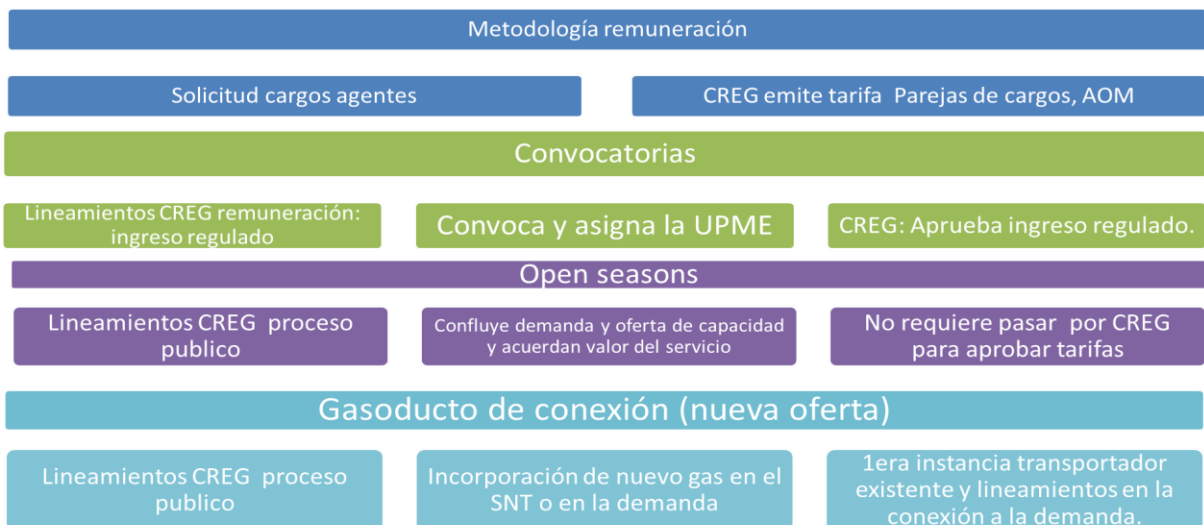 Metodología remuneración
Solicitud cargos agentes
CREG emite tarifa Parejas de cargos, AOM
Convocatorias
Lineamientos CREG remuneración:
ingreso regulado
Convoca y asigna la UPME
CREG: Aprueba ingreso regulado.
Open seasons
Lineamientos CREG proceso
publico
Confluye demanda y oferta de capacidad
y acuerdan valor del servicio
No requiere pasar por CREG
para aprobar tarifas
Gasoducto de conexión (nueva oferta)
Lineamientos CREG proceso
publico
Incorporación de nuevo gas en el
SNT o en la demanda
1era instancia transportador
existente y lineamientos en la
conexión a la demanda.